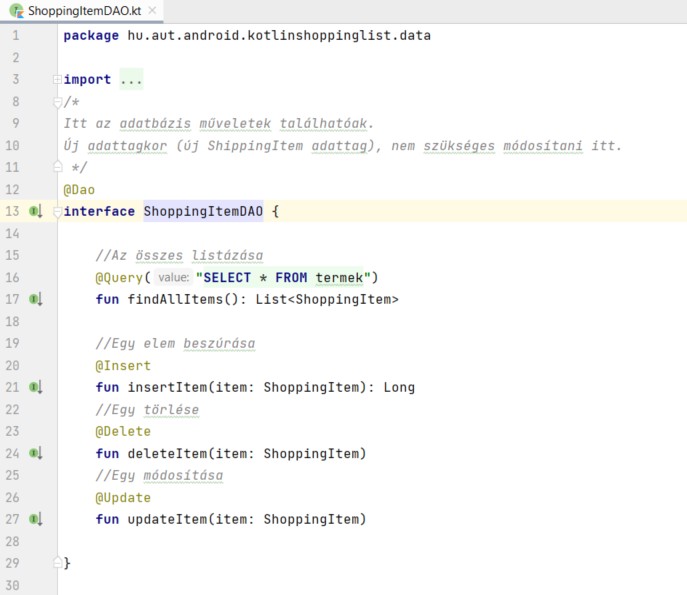 ShoppingItemDAO.kt
1 package hu.aut.android.kotlinshoppinglist.data
2
3 import ...
8 /*
9 Itt az adatbázis műveletek találhatóak.
10 Új adattagkor (új ShippingItem adattag), nem szükséges módosítani itt.
11 */
12 @Dao
13 interface ShoppingItemDAO {
14
15 //Az összes listázása
16 @Query( value: "SELECT * FROM termek")
17 fun findAllItems(): List<ShoppingItem>
18
19 //Egy elem beszúrása
20 @Insert
21 fun insertItem(item: ShoppingItem): Long
22 //Egy törlése
23 @Delete
24 fun deleteItem(item: ShoppingItem)
25 //Egy módosítása
26 @Update
27 fun updateItem(item: ShoppingItem)
28
29 }
30